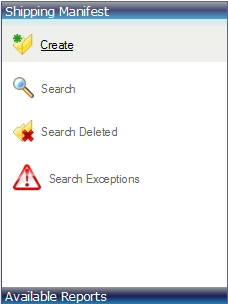 Shipping Manifest
Create
Search
Search Deleted
Search Exceptions
Available Reports